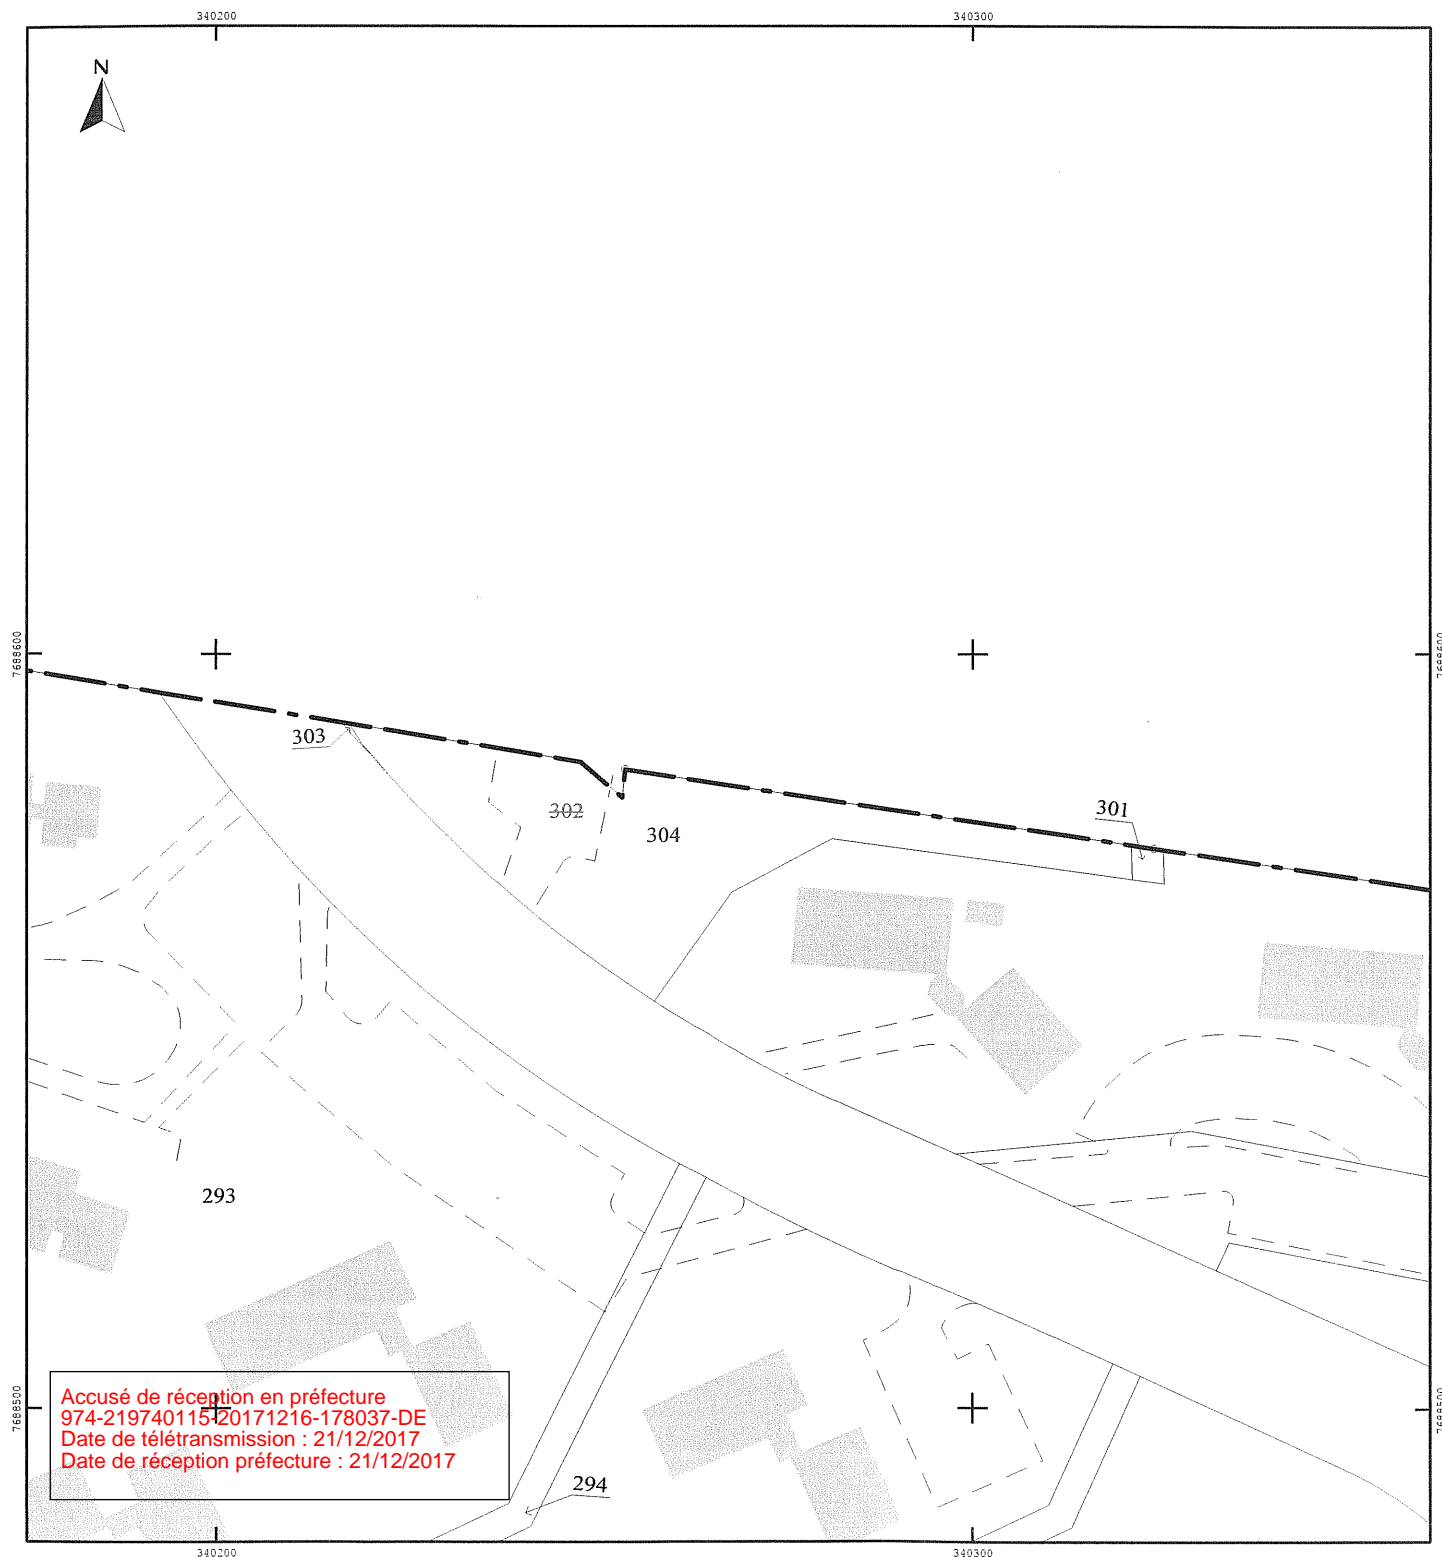 340200
340300
N
7688600
7688600
303
302
304
301
293
7688500
7688500
Accusé de réception en préfecture
974-219740115-20171216-178037-DE
Date de télétransmission : 21/12/2017
Date de réception préfecture : 21/12/2017
294
340200
340300